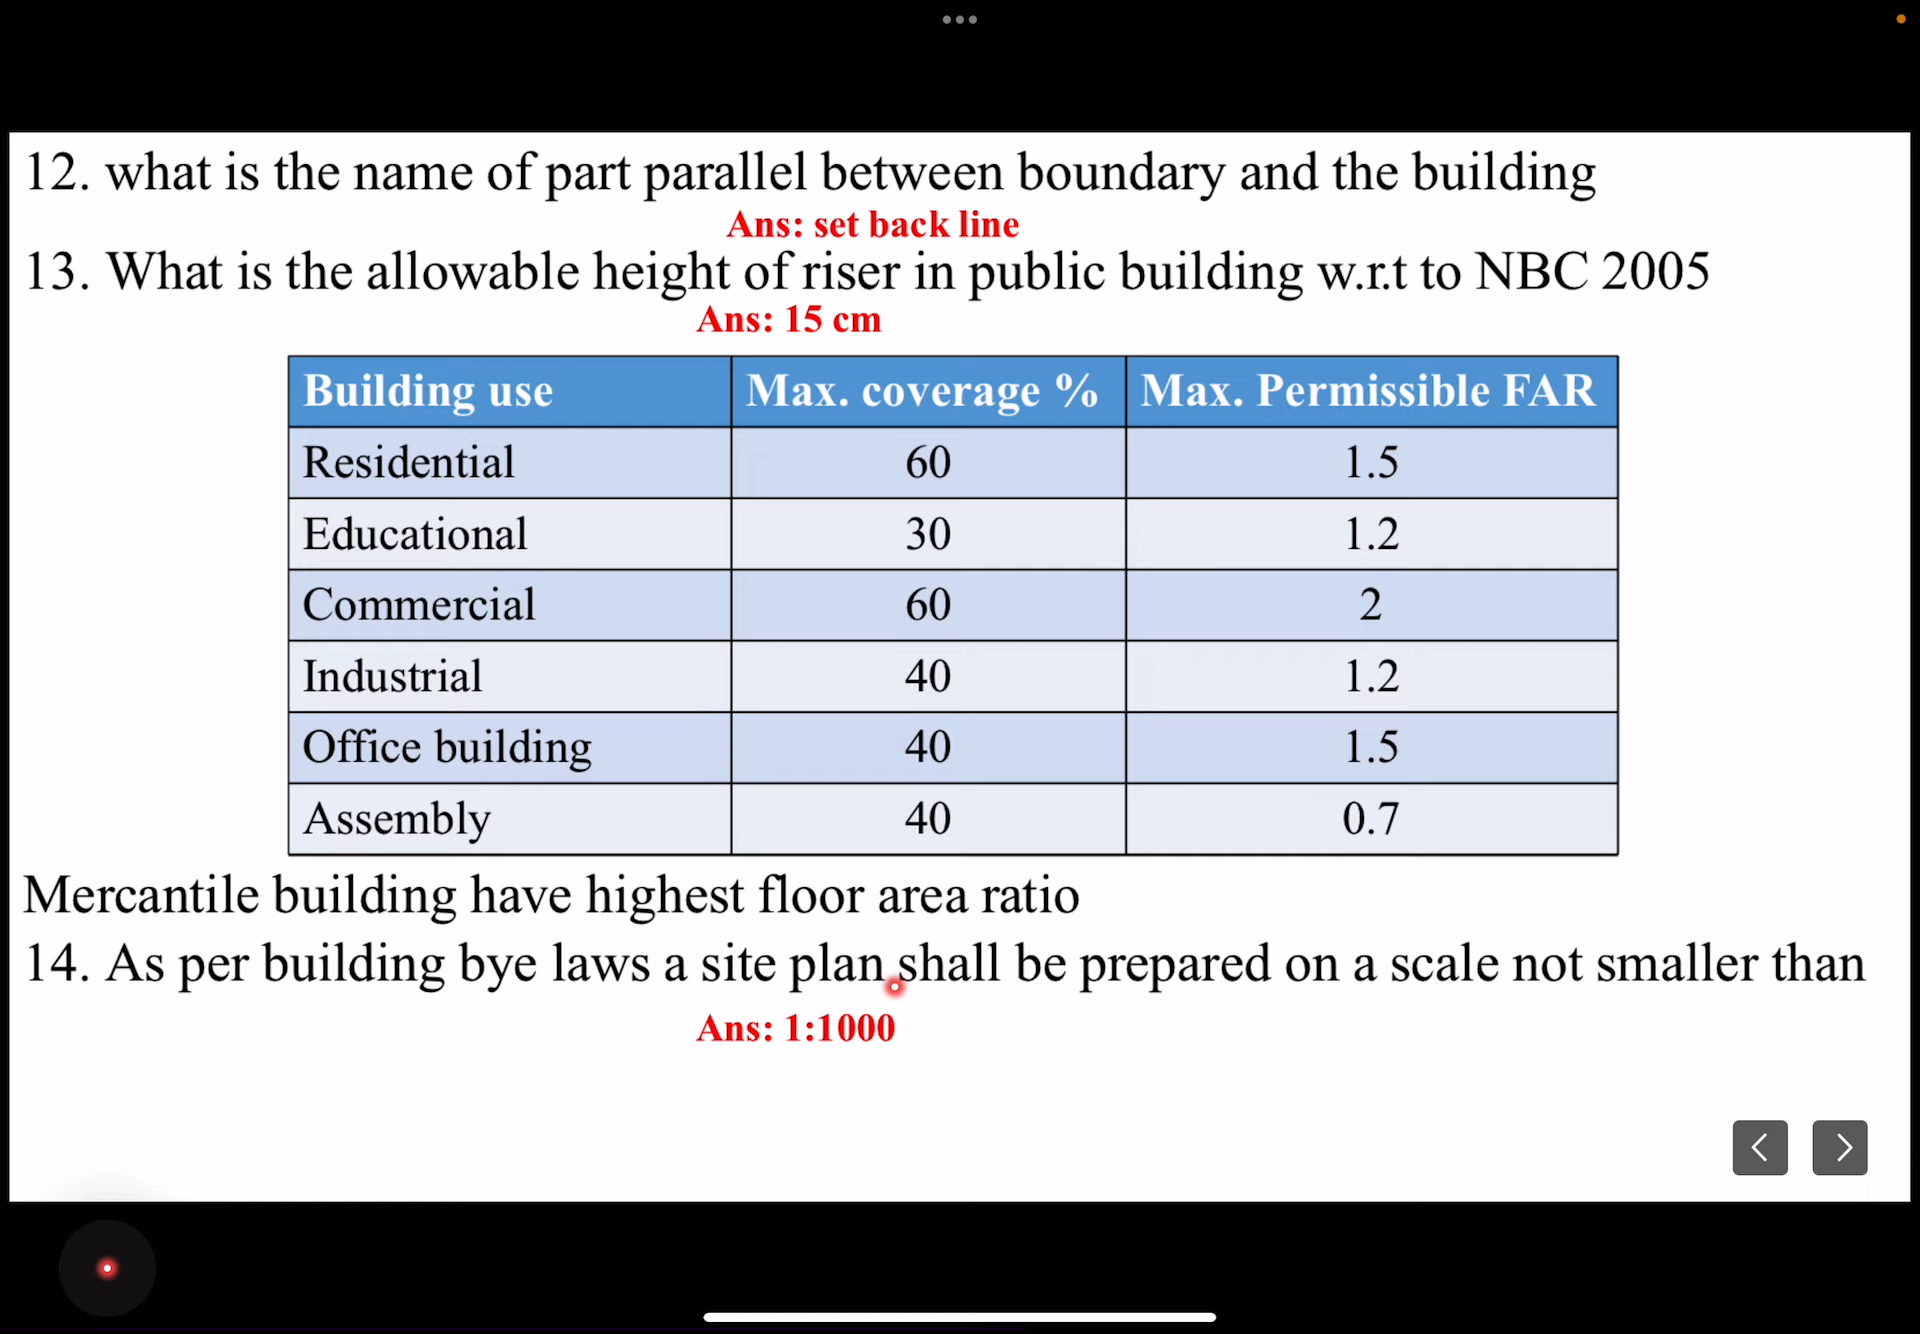 12. what is the name of part parallel between boundary and the building
Ans: set back line
13. What is the allowable height of riser in public building w.r.t to NBC 2005
Ans: 15 cm
Building use Max. coverage % Max. Permissible FAR
Residential 60 1.5
Educational 30 1.2
Commercial 60 2
Industrial 40 1.2
Office building 40 1.5
Assembly 40 0.7
Mercantile building have highest floor area ratio
14. As per building bye laws a site plan shall be prepared on a scale not smaller than
Ans: 1:1000